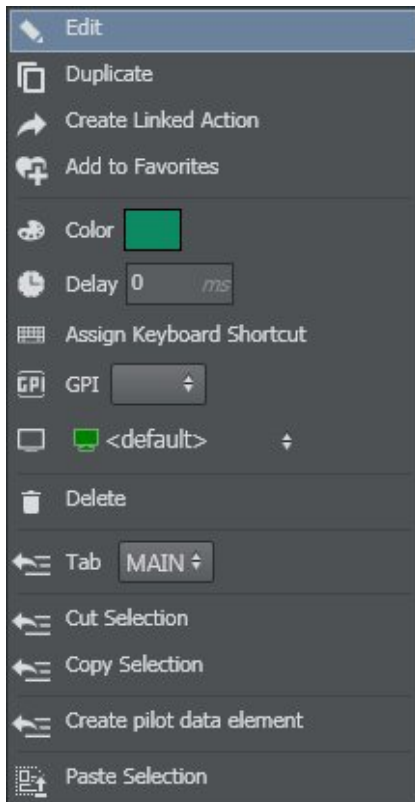 Edit
Duplicate
Create Linked Action
Add to Favorites
Color
Delay 0 ms
Assign Keyboard Shortcut
GPI GPI
<default>
Delete
Tab MAIN
Cut Selection
Copy Selection
Create pilot data element
Paste Selection